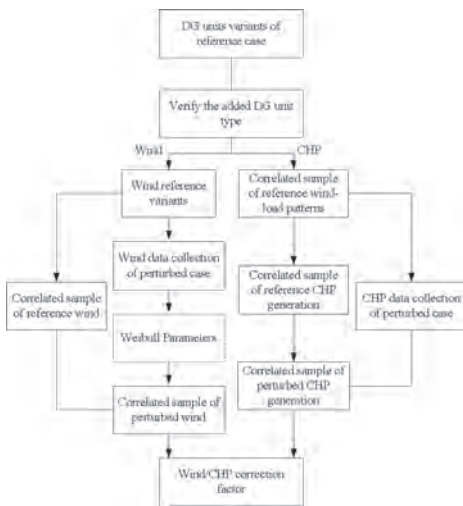 DG units variants of
reference case
Verify the added DG unit
type
Wind
CHP
Wind reference
variants
Correlated sample
of reference wind-
load patterns
Wind data collection
of perturbed case
Correlated sample
of reference wind
Correlated sample
of reference CHP
generation
CHP data collection
of perturbed case
Weibull Parameters
Correlated sample of
perturbed wind
Correlated sample of
perturbed CHP
generation
Wind/CHP correction
factor